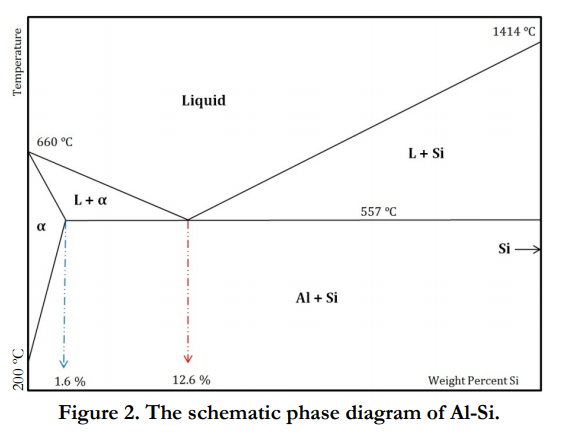 1414 °C
Temperature
Liquid
660 °C
L + Si
L + α
557 °C
α
Si
Al + Si
200 °C
1.6 %
12.6 %
Weight Percent Si
Figure 2. The schematic phase diagram of Al-Si.